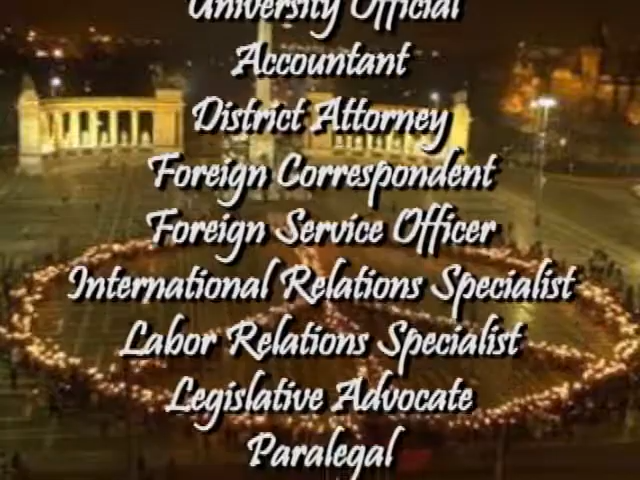 University Official
Accountant
District Attorney
Foreign Correspondent
Foreign Service Officer
International Relations Specialist
Labor Relations Specialist
Legislative Advocate
Paralegal